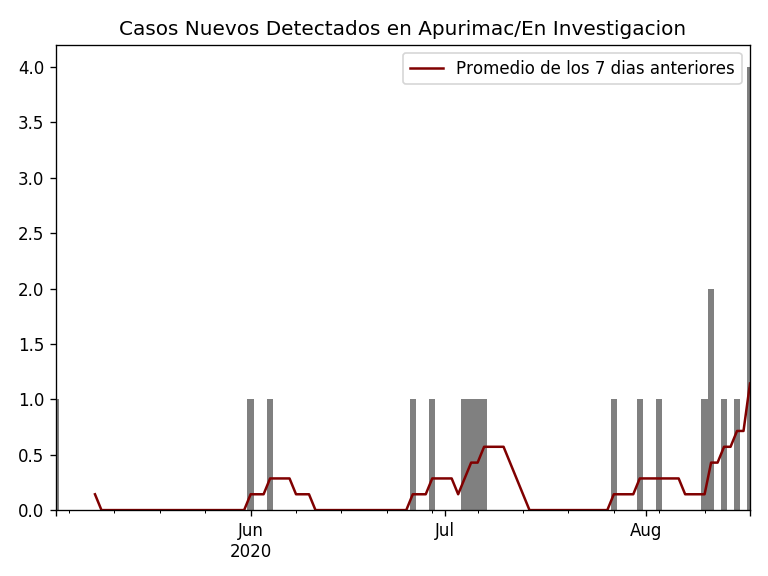 Casos Nuevos Detectados en Apurimac/En Investigacion
Promedio de los 7 dias anteriores
4.0
3.5
3.0
2.5
2.0
1.5
1.0
0.5
0.0
Jun
2020
Jul
Aug